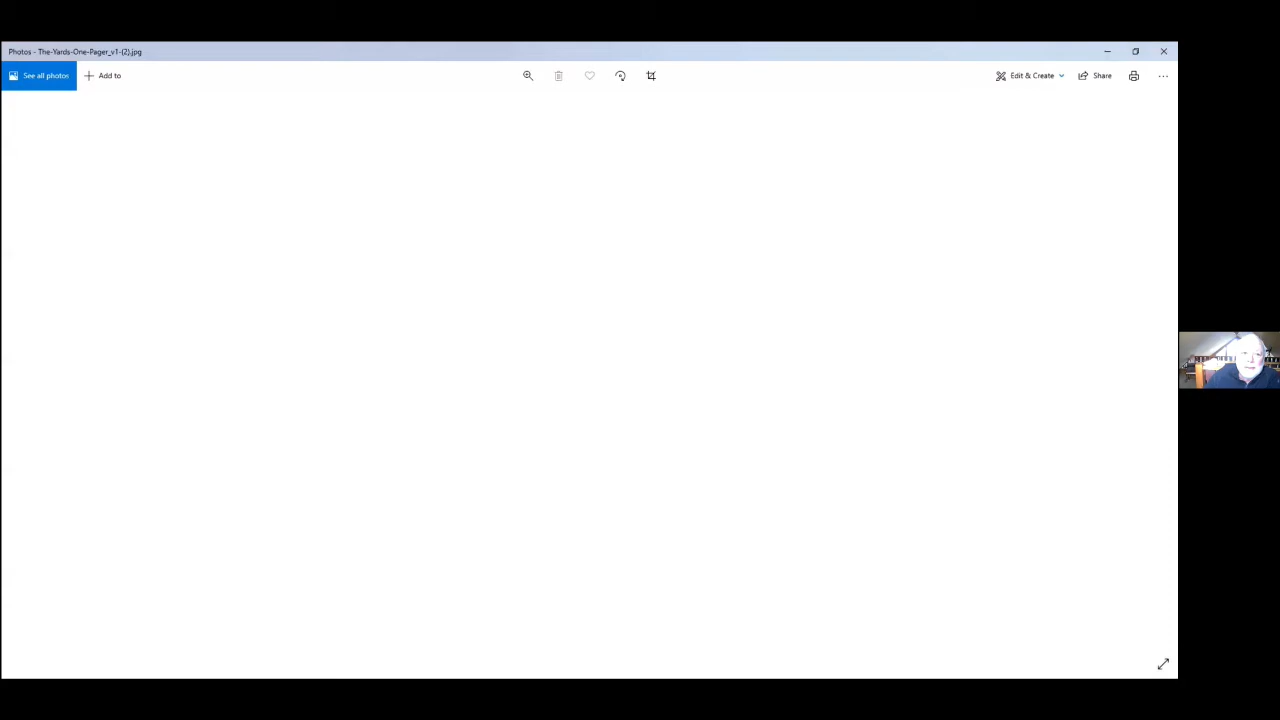 Photos - The-Yards-One-Pager_v1-(2).jpg
See all photos
Add to
Edit & Create
Share